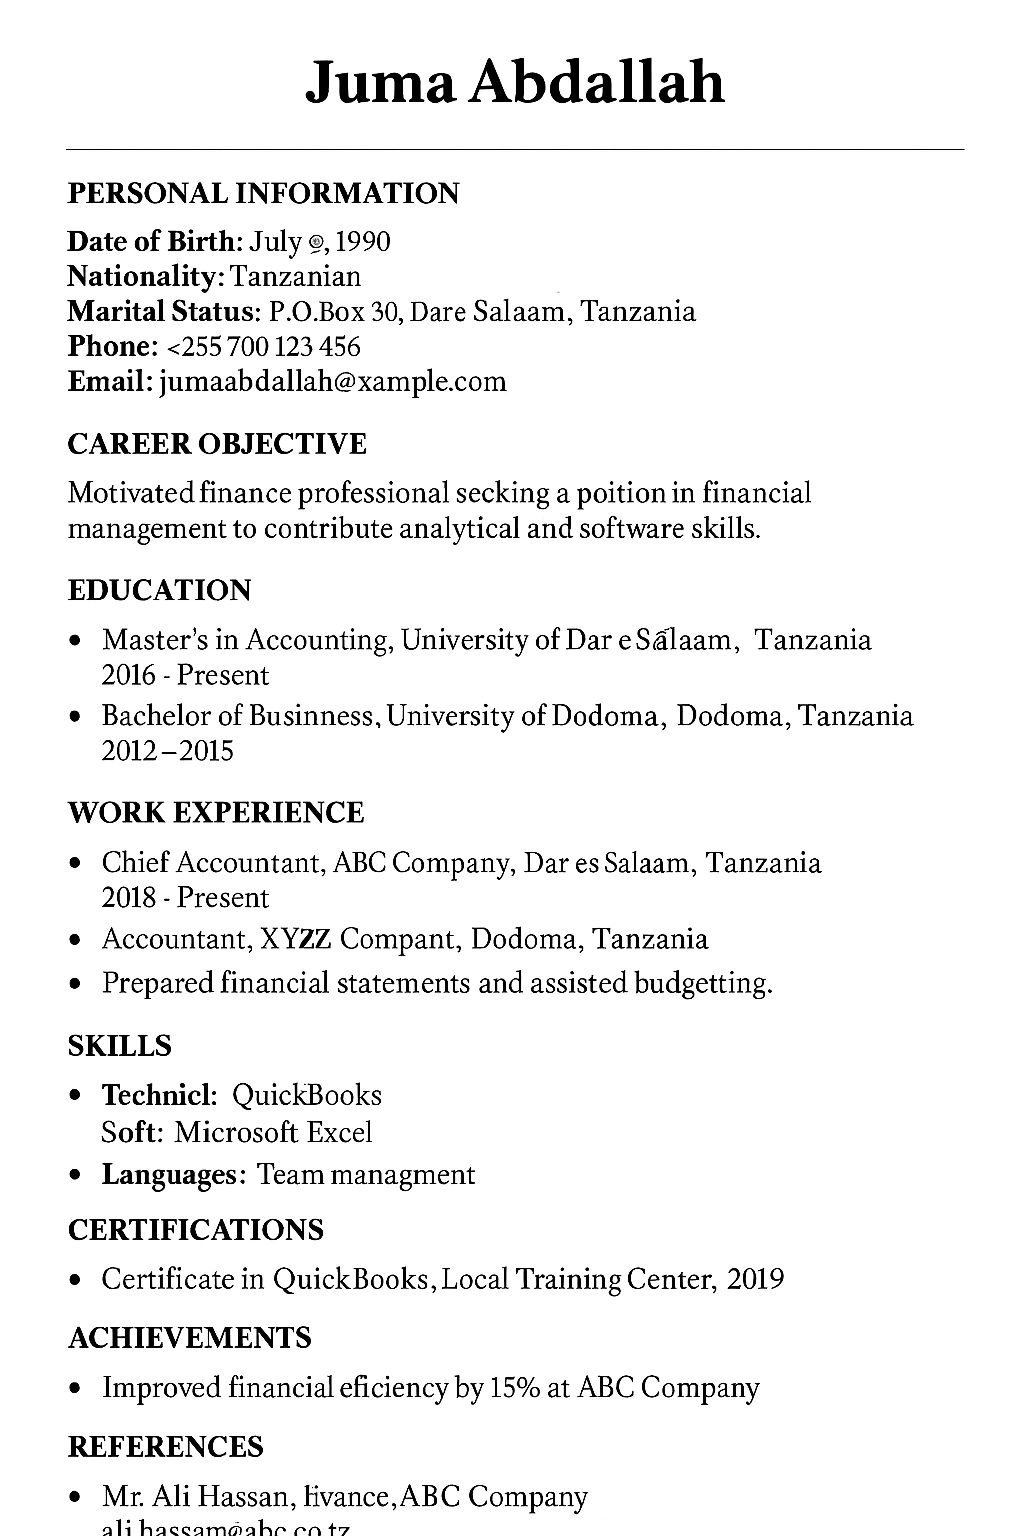 Juma Abdallah
PERSONAL INFORMATION
Date of Birth: July , 1990
Nationality: Tanzanian
Marital Status: P.O.Box 30, Dare Salaam, Tanzania
Phone: <255 700 123 456
Email: jumaabdallah@xample.com
CAREER OBJECTIVE
Motivated finance professional secking a poition in financial
management to contribute analytical and software skills.
EDUCATION
• Master's in Accounting, University of Dar e Salaam, Tanzania
2016 - Present
• Bachelor of Businness, University of Dodoma, Dodoma, Tanzania
2012–2015
WORK EXPERIENCE
• Chief Accountant, ABC Company, Dar es Salaam, Tanzania
2018 - Present
• Accountant, XYZZ Compant, Dodoma, Tanzania
• Prepared financial statements and assisted budgetting.
SKILLS
• Technicl: QuickBooks
Soft: Microsoft Excel
• Languages: Team managment
CERTIFICATIONS
• Certificate in QuickBooks, Local Training Center, 2019
ACHIEVEMENTS
• Improved financial eficiency by 15% at ABC Company
REFERENCES
• Mr. Ali Hassan, ABC Company
ali.hassam@abc.co.tz